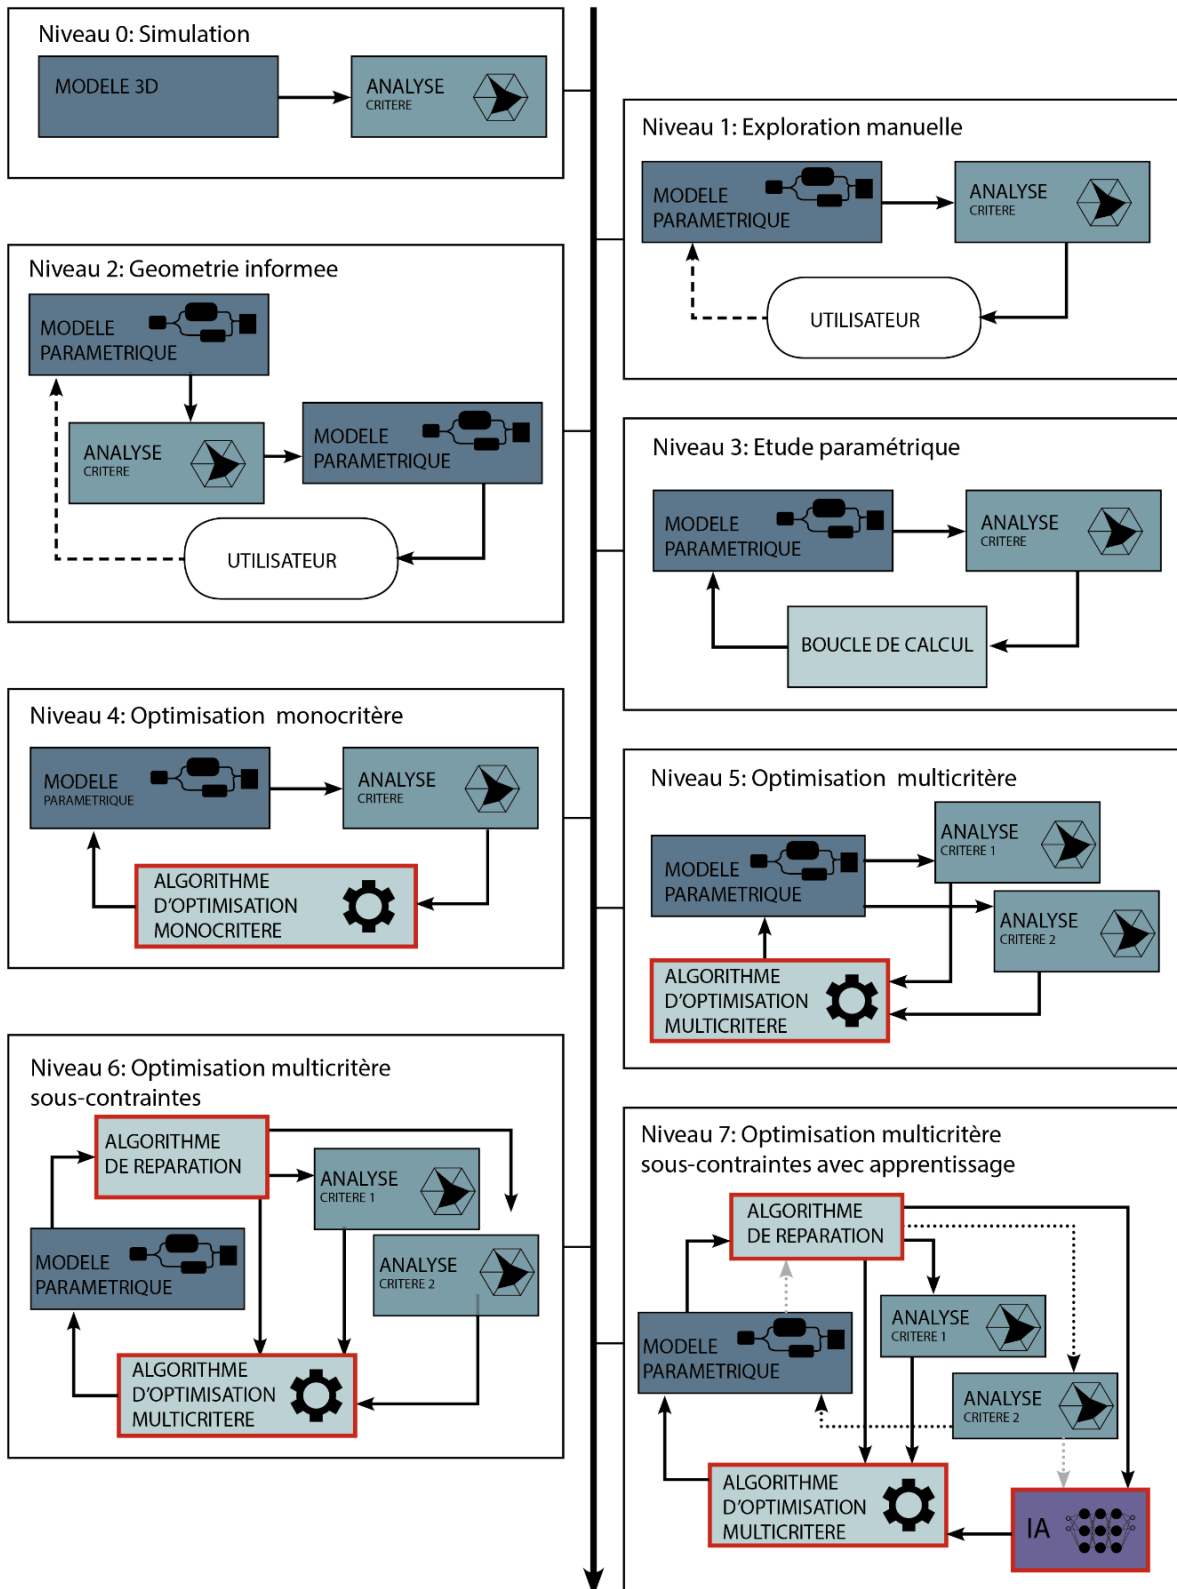 Niveau 0: Simulation
MODELE 3D
ANALYSE
CRITERE
Niveau 1: Exploration manuelle
MODELE
PARAMETRIQUE
ANALYSE
CRITERE
UTILISATEUR
Niveau 2: Geometrie informee
MODELE
PARAMETRIQUE
ANALYSE
CRITERE
MODELE
PARAMETRIQUE
UTILISATEUR
Niveau 3: Etude paramétrique
MODELE
PARAMETRIQUE
ANALYSE
CRITERE
BOUCLE DE CALCUL
Niveau 4: Optimisation monocritère
MODELE
PARAMETRIQUE
ANALYSE
CRITERE
ALGORITHME
D'OPTIMISATION
MONOCRITERE
Niveau 5: Optimisation multicritère
MODELE
PARAMETRIQUE
ANALYSE
CRITERE 1
ANALYSE
CRITERE 2
ALGORITHME
D'OPTIMISATION
MULTICRITERE
Niveau 6: Optimisation multicritère
sous-contraintes
ALGORITHME
DE REPARATION
ANALYSE
CRITERE 1
MODELE
PARAMETRIQUE
ANALYSE
CRITERE 2
ALGORITHME
D'OPTIMISATION
MULTICRITERE
Niveau 7: Optimisation multicritère
sous-contraintes avec apprentissage
ALGORITHME
DE REPARATION
ANALYSE
CRITERE 1
MODELE
PARAMETRIQUE
ANALYSE
CRITERE 2
ALGORITHME
D'OPTIMISATION
MULTICRITERE
IA